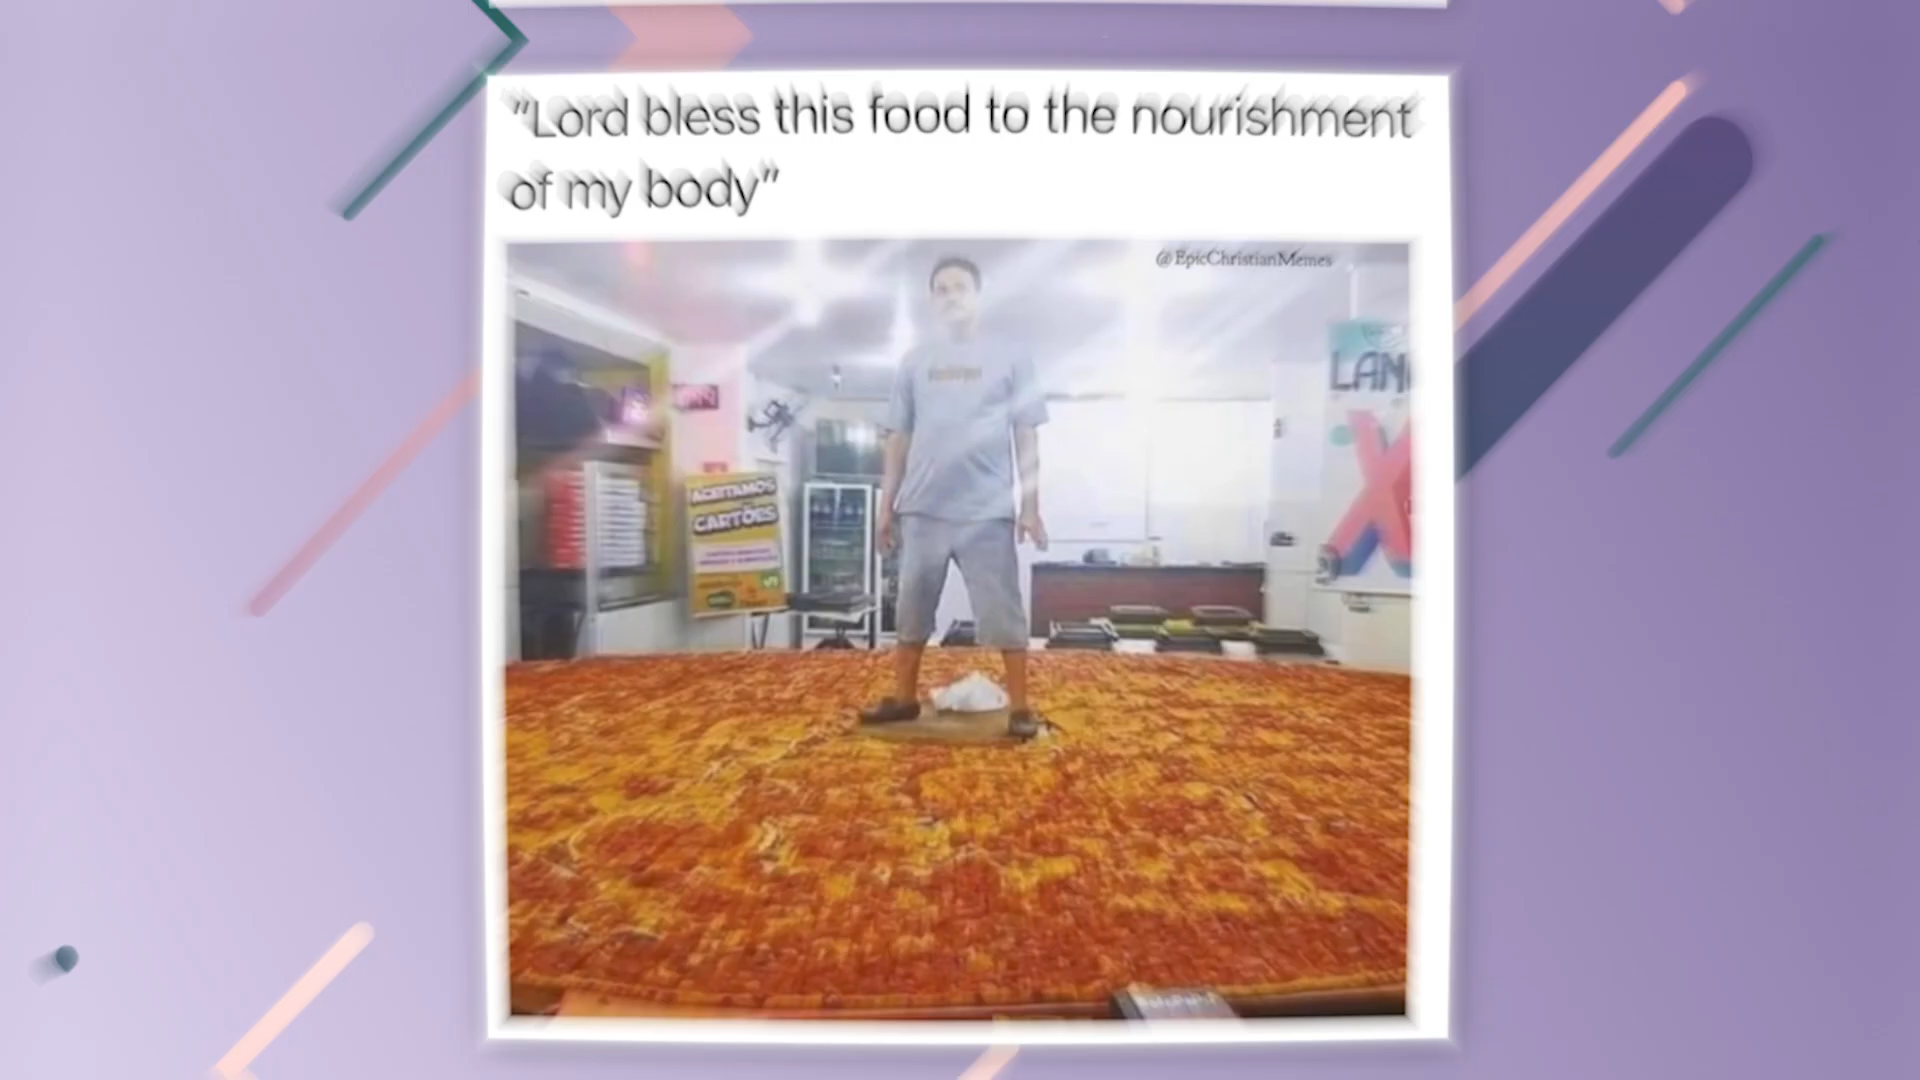 "Lord bless this food to the nourishment
of my body"
@EpicChristianMemes
LAN
ACEITAMOS
CARTÕES
X